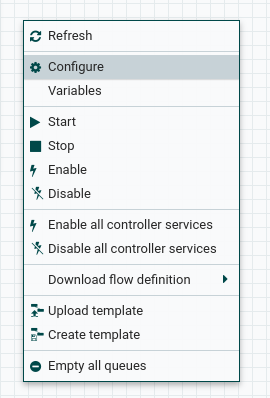 Refresh
Configure
Variables
Start
Stop
Enable
Disable
Enable all controller services
Disable all controller services
Download flow definition
Upload template
Create template
Empty all queues